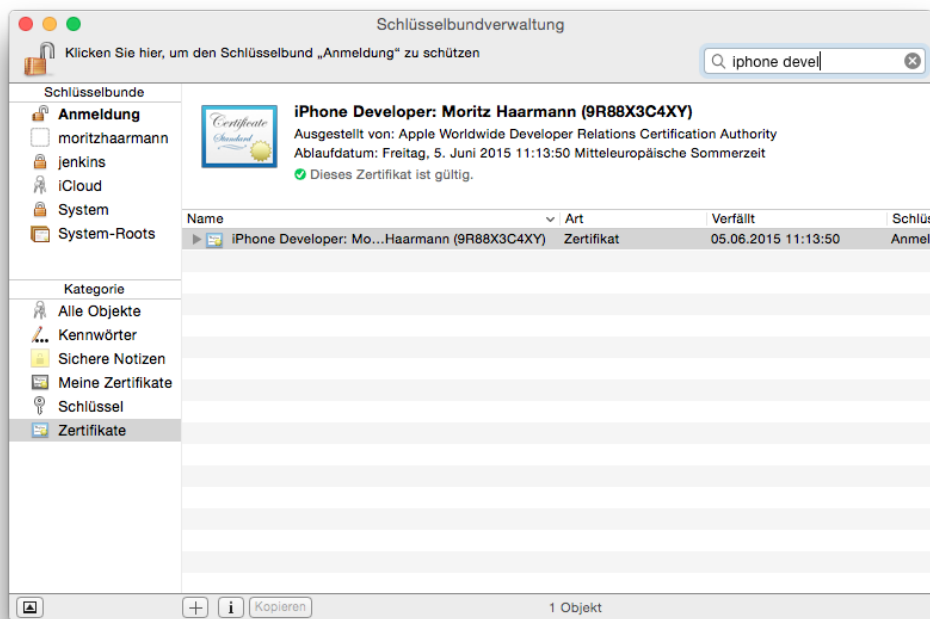 Schlüsselbundverwaltung
Klicken Sie hier, um den Schlüsselbund „Anmeldung“ zu schützen
iphone devel
Schlüsselbunde
Anmeldung
moritzhaarmann
jenkins
iCloud
System
System-Roots
Kategorie
Alle Objekte
Kennwörter
Sichere Notizen
Meine Zertifikate
Schlüssel
Zertifikate
Certificate
Standard
iPhone Developer: Moritz Haarmann (9R88X3C4XY)
Ausgestellt von: Apple Worldwide Developer Relations Certification Authority
Ablaufdatum: Freitag, 5. Juni 2015 11:13:50 Mitteleuropäische Sommerzeit
Dieses Zertifikat ist gültig.
Name Art Verfällt Schlüs
iPhone Developer: Mo...Haarmann (9R88X3C4XY) Zertifikat 05.06.2015 11:13:50 Anmel
Kopieren
1 Objekt